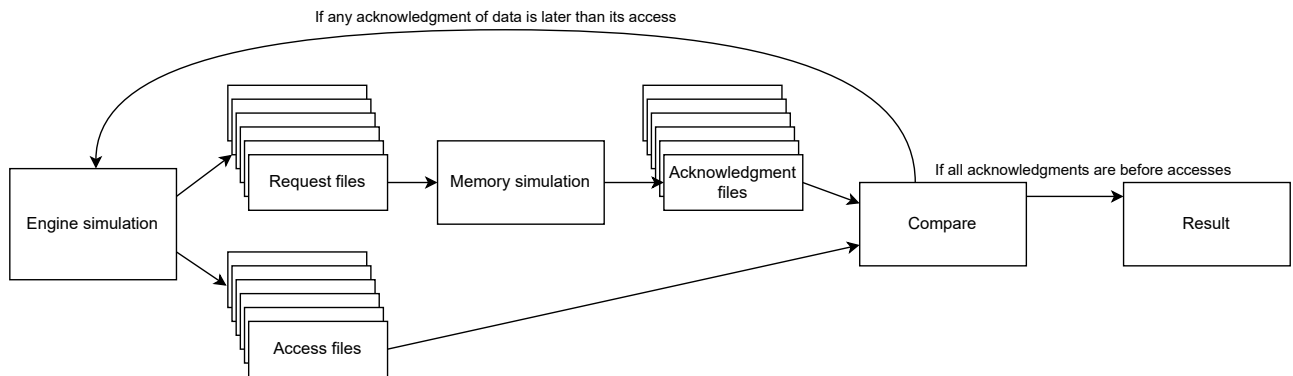 If any acknowledgment of data is later than its access
Engine simulation
Request files
Memory simulation
Acknowledgment
files
If all acknowledgments are before accesses
Compare
Result
Access files